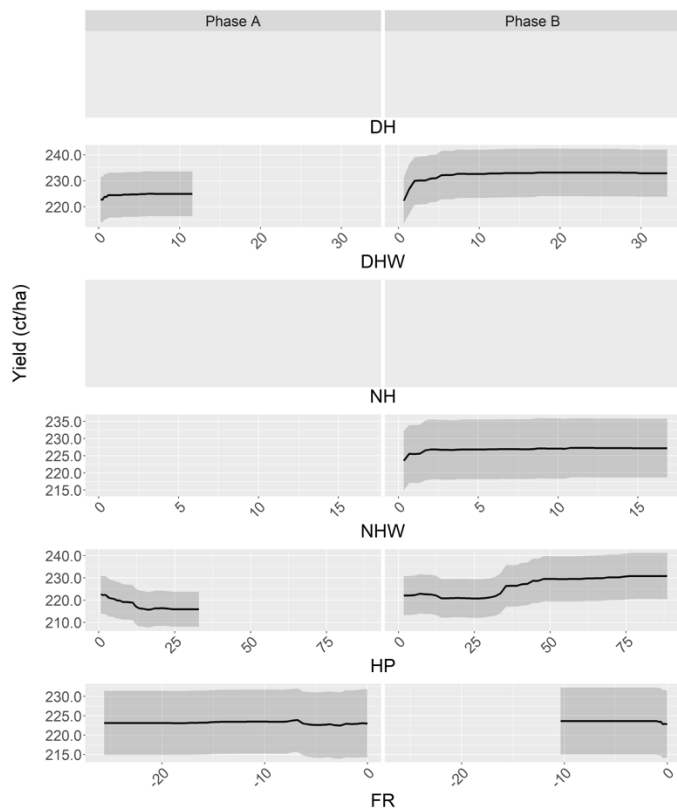 Phase A Phase B
Yield (ct/ha)
DH
240.0
230.0
220.0
0 10 20 30 0 10 20 30
DHW
NH
235.0
230.0
225.0
220.0
215.0
0 5 10 15 0 5 10 15
NHW
240.0
230.0
220.0
210.0
0 25 50 75 0 25 50 75
HP
230.0
225.0
220.0
215.0
-20 -10 0 -20 -10 0
FR